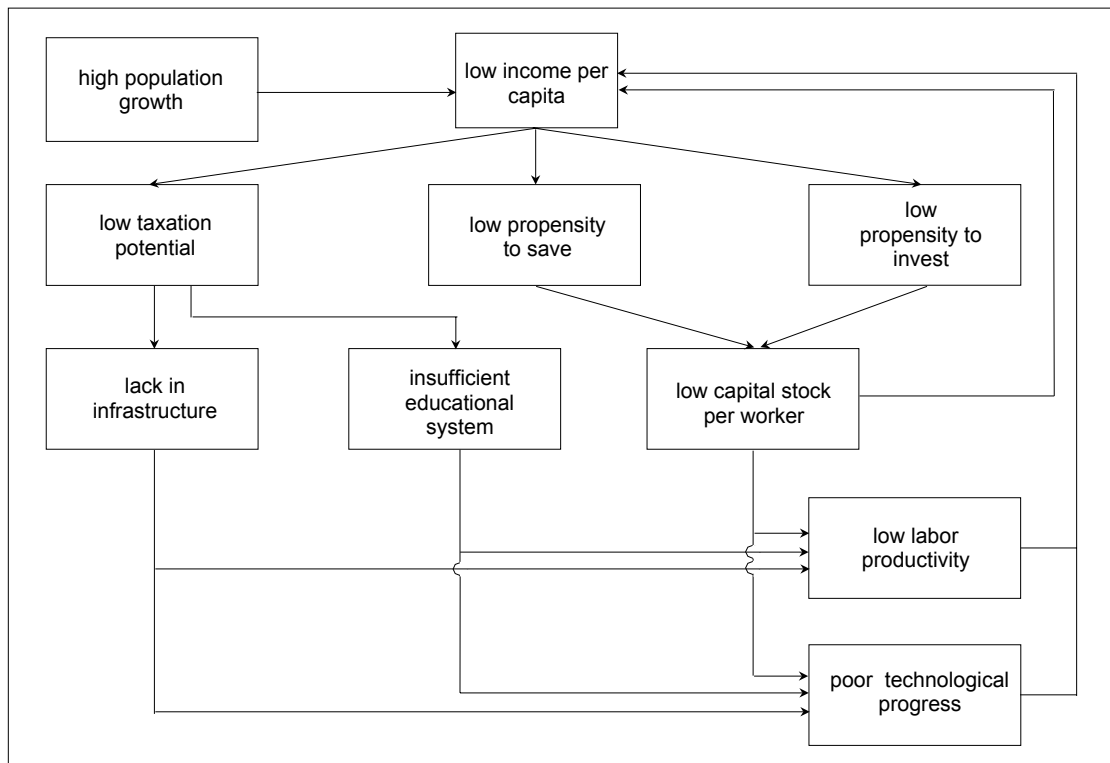 high population
growth
low income per
capita
low taxation
potential
low propensity
to save
low
propensity to
invest
lack in
infrastructure
insufficient
educational
system
low capital stock
per worker
low labor
productivity
poor technological
progress